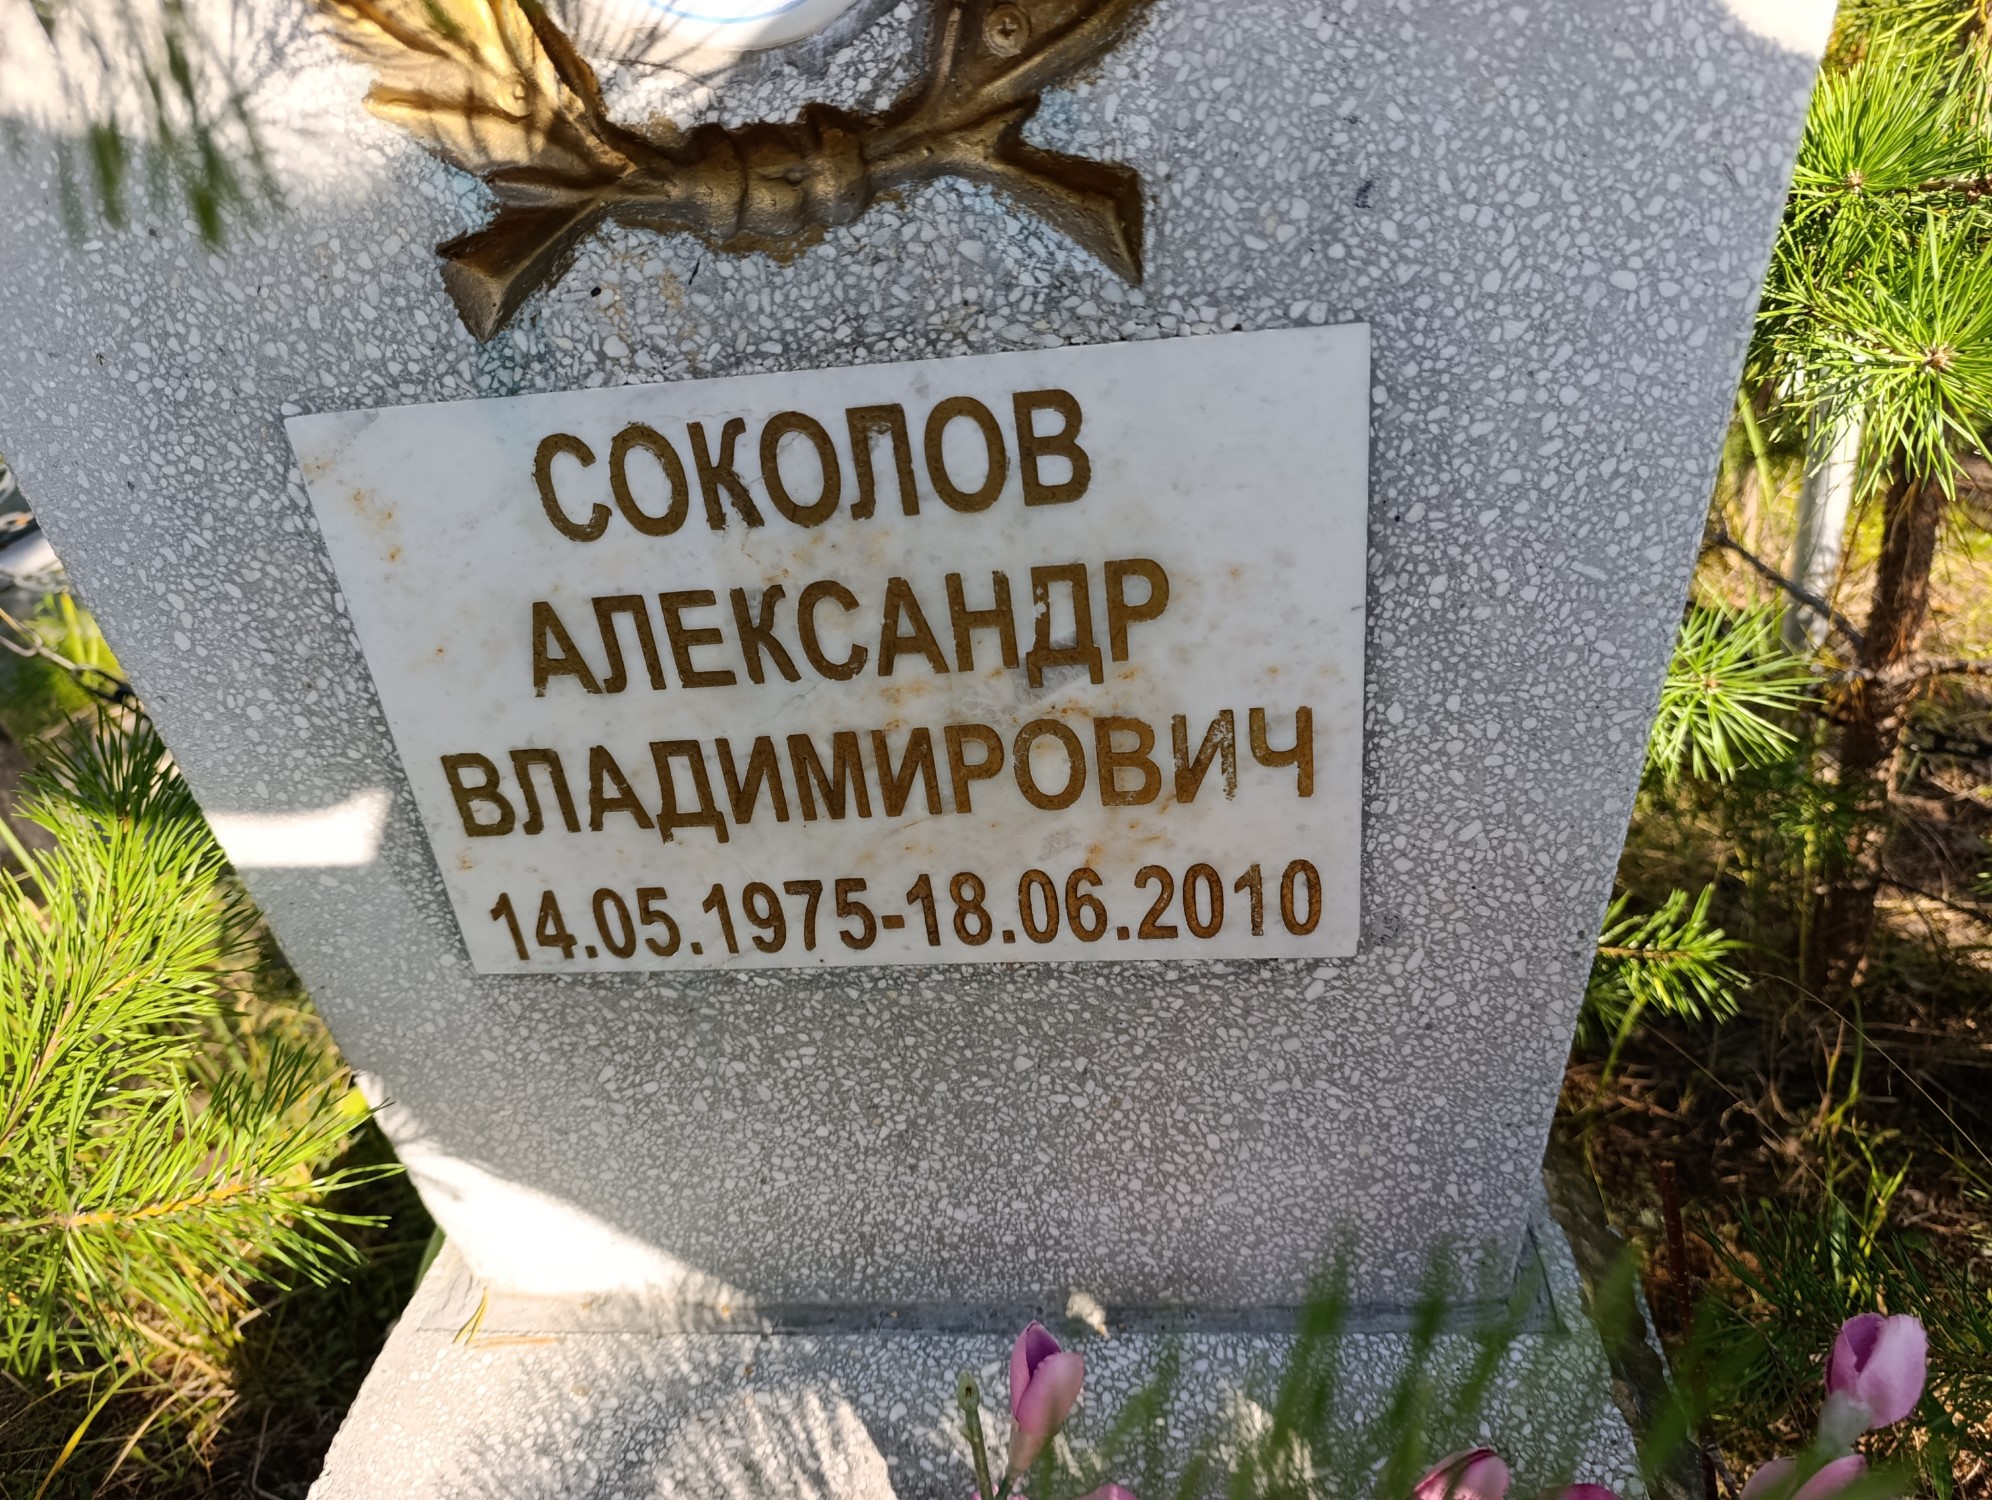 СОКОЛОВ
АЛЕКСАНДР
ВЛАДИМИРОВИЧ
14.05.1975-18.06.2010